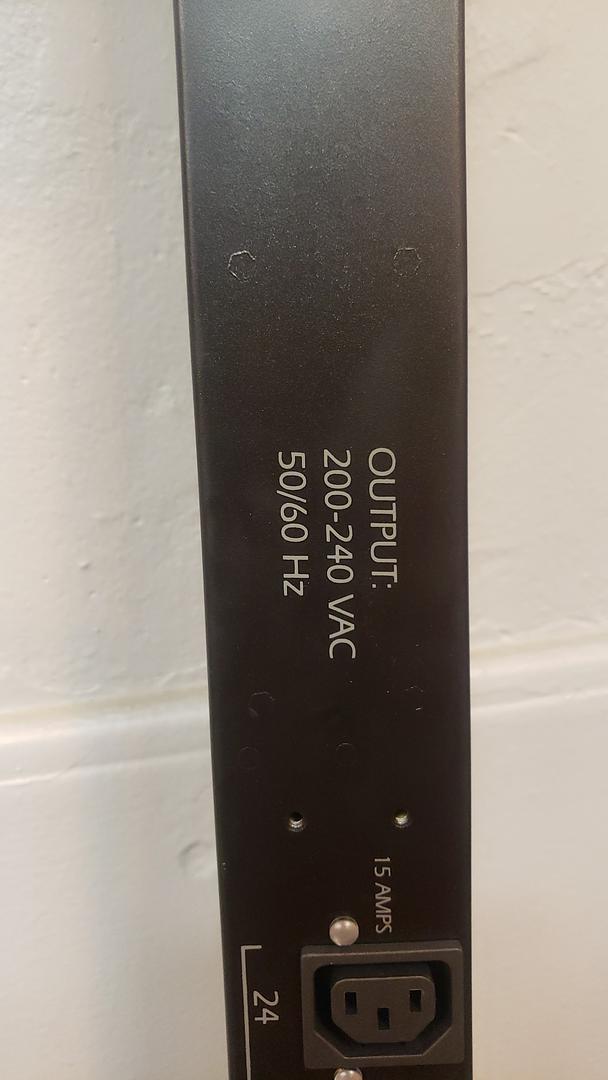 OUTPUT:
200-240 VAC
50/60 Hz
15 AMPS
24